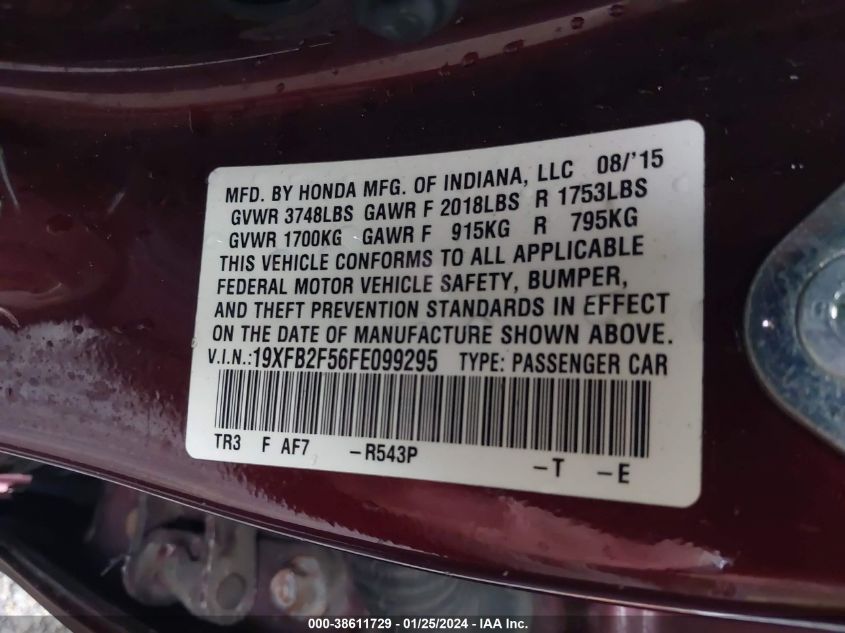 MFD. BY HONDA MFG. OF INDIANA, LLC 08/'15
GVWR 3748LBS GAWR F 2018LBS R 1753LBS
GVWR 1700KG GAWR F 915KG R 795KG
THIS VEHICLE CONFORMS TO ALL APPLICABLE
FEDERAL MOTOR VEHICLE SAFETY, BUMPER,
AND THEFT PREVENTION STANDARDS IN EFFECT
ON THE DATE OF MANUFACTURE SHOWN ABOVE.
V.I.N.:19XFB2F56FE099295 TYPE: PASSENGER CAR
TR3 F AF7 -R543P -T -E
000-38611729 - 01/25/2024 - IAA Inc.